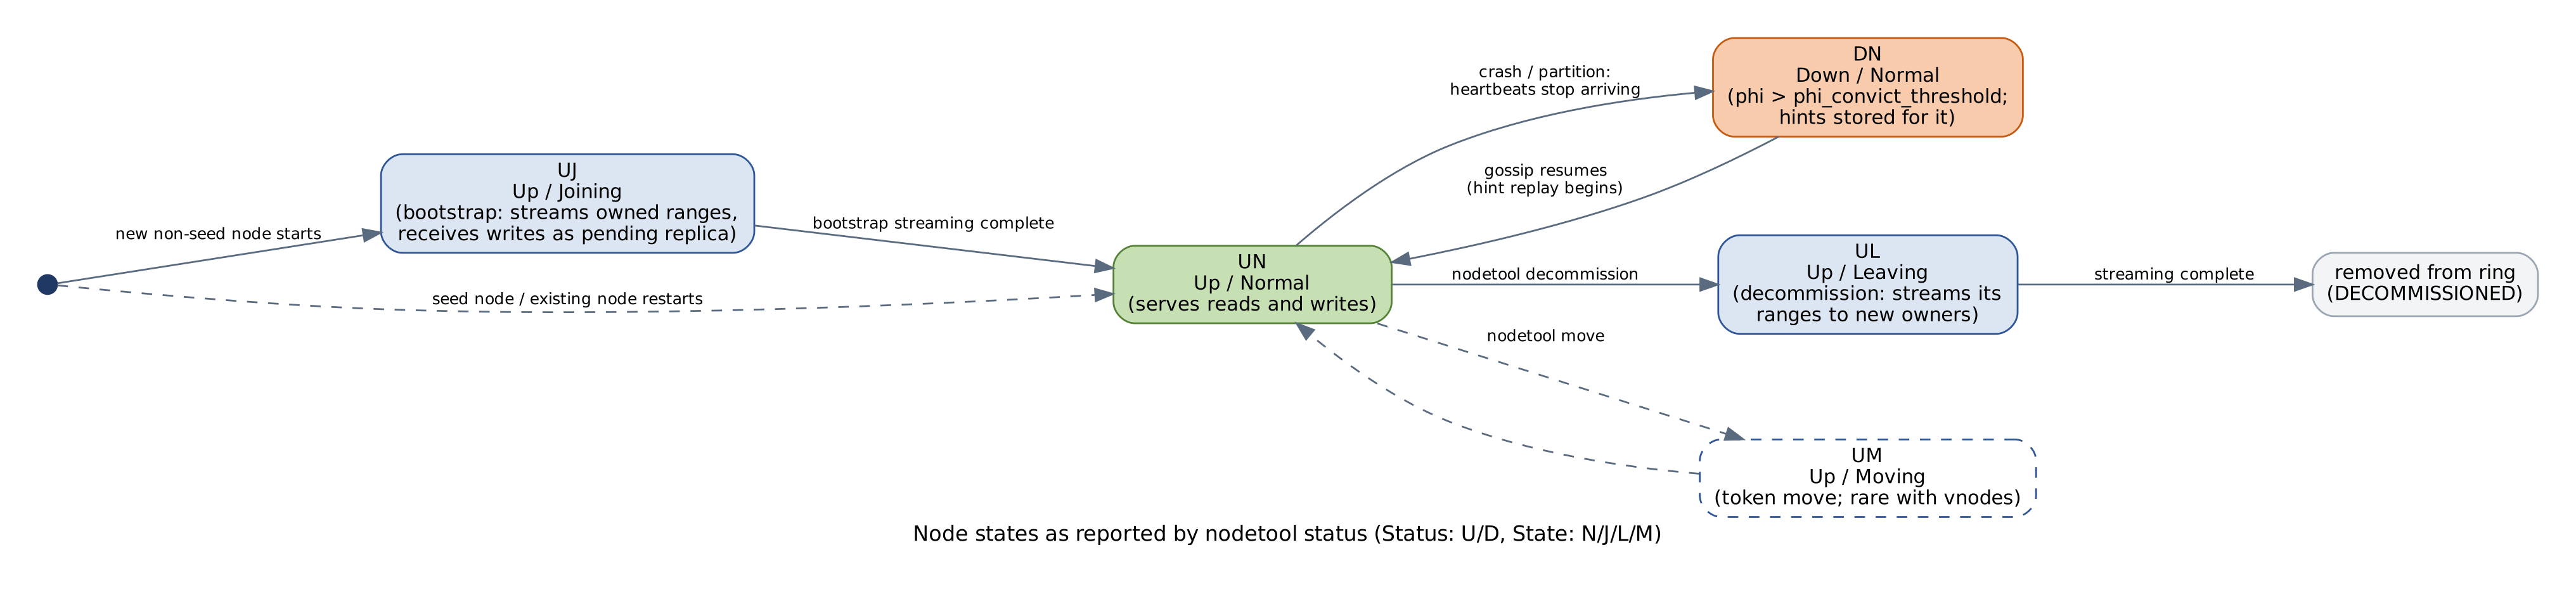 new non-seed node starts
seed node / existing node restarts
UJ
Up / Joining
(bootstrap: streams owned ranges,
receives writes as pending replica)
bootstrap streaming complete
UN
Up / Normal
(serves reads and writes)
crash / partition:
heartbeats stop arriving
gossip resumes
(hint replay begins)
nodetool decommission
nodetool move
DN
Down / Normal
(phi > phi_convict_threshold;
hints stored for it)
UL
Up / Leaving
(decommission: streams its
ranges to new owners)
UM
Up / Moving
(token move; rare with vnodes)
streaming complete
removed from ring
(DECOMMISSIONED)
Node states as reported by nodetool status (Status: U/D, State: N/J/L/M)